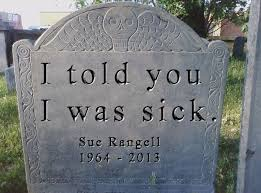 I told you
I was sick.
Sue Rangell
1964 - 2013